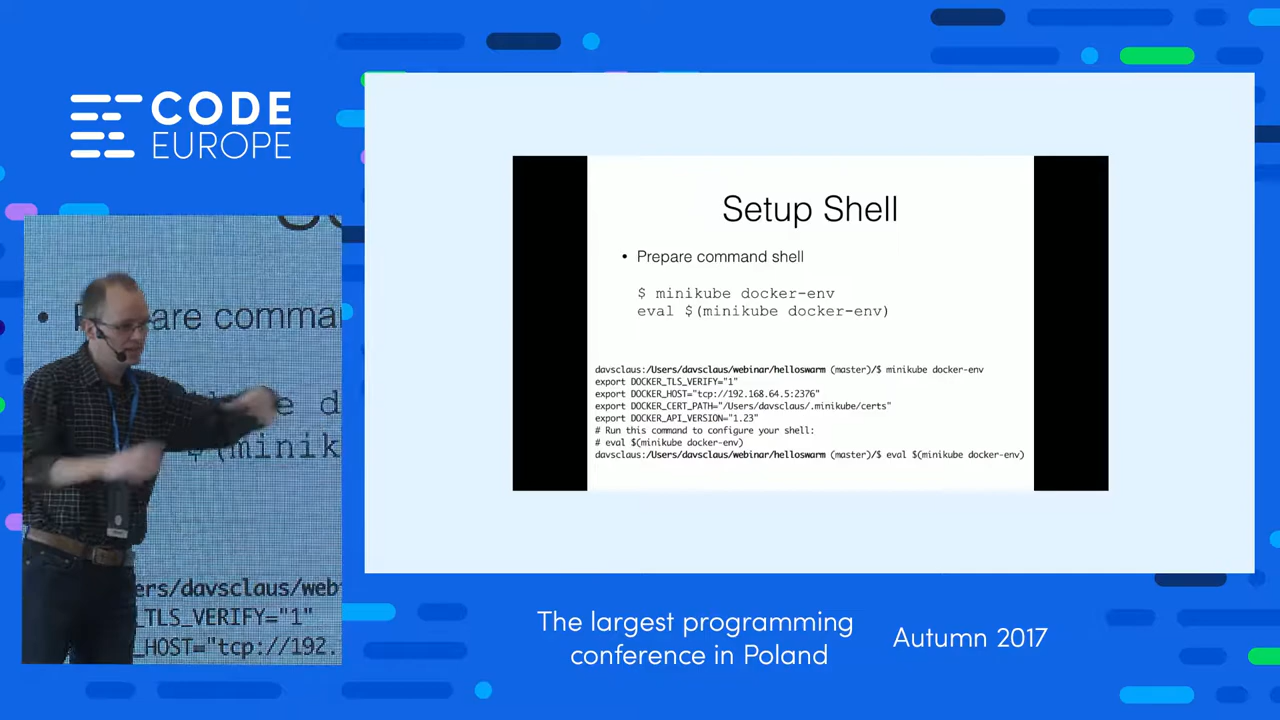 CODE
EUROPE
Setup Shell
• Prepare command shell
$ minikube docker-env
eval $(minikube docker-env)
davsclaus:/Users/davsclaus/webinar/helloswarm (master)/$ minikube docker-env
export DOCKER_TLS_VERIFY="1"
export DOCKER_HOST="tcp://192.168.64.5:2376"
export DOCKER_CERT_PATH="/Users/davsclaus/.minikube/certs"
export DOCKER_API_VERSION="1.23"
# Run this command to configure your shell:
# eval $(minikube docker-env)
davsclaus:/Users/davsclaus/webinar/helloswarm (master)/$ eval $(minikube docker-env)
• Prepare comma
e d
$(minik
ers/davsclaus/web
_TLS_VERIFY="1"
_HOST="tcp://192.
The largest programming
conference in Poland
Autumn 2017